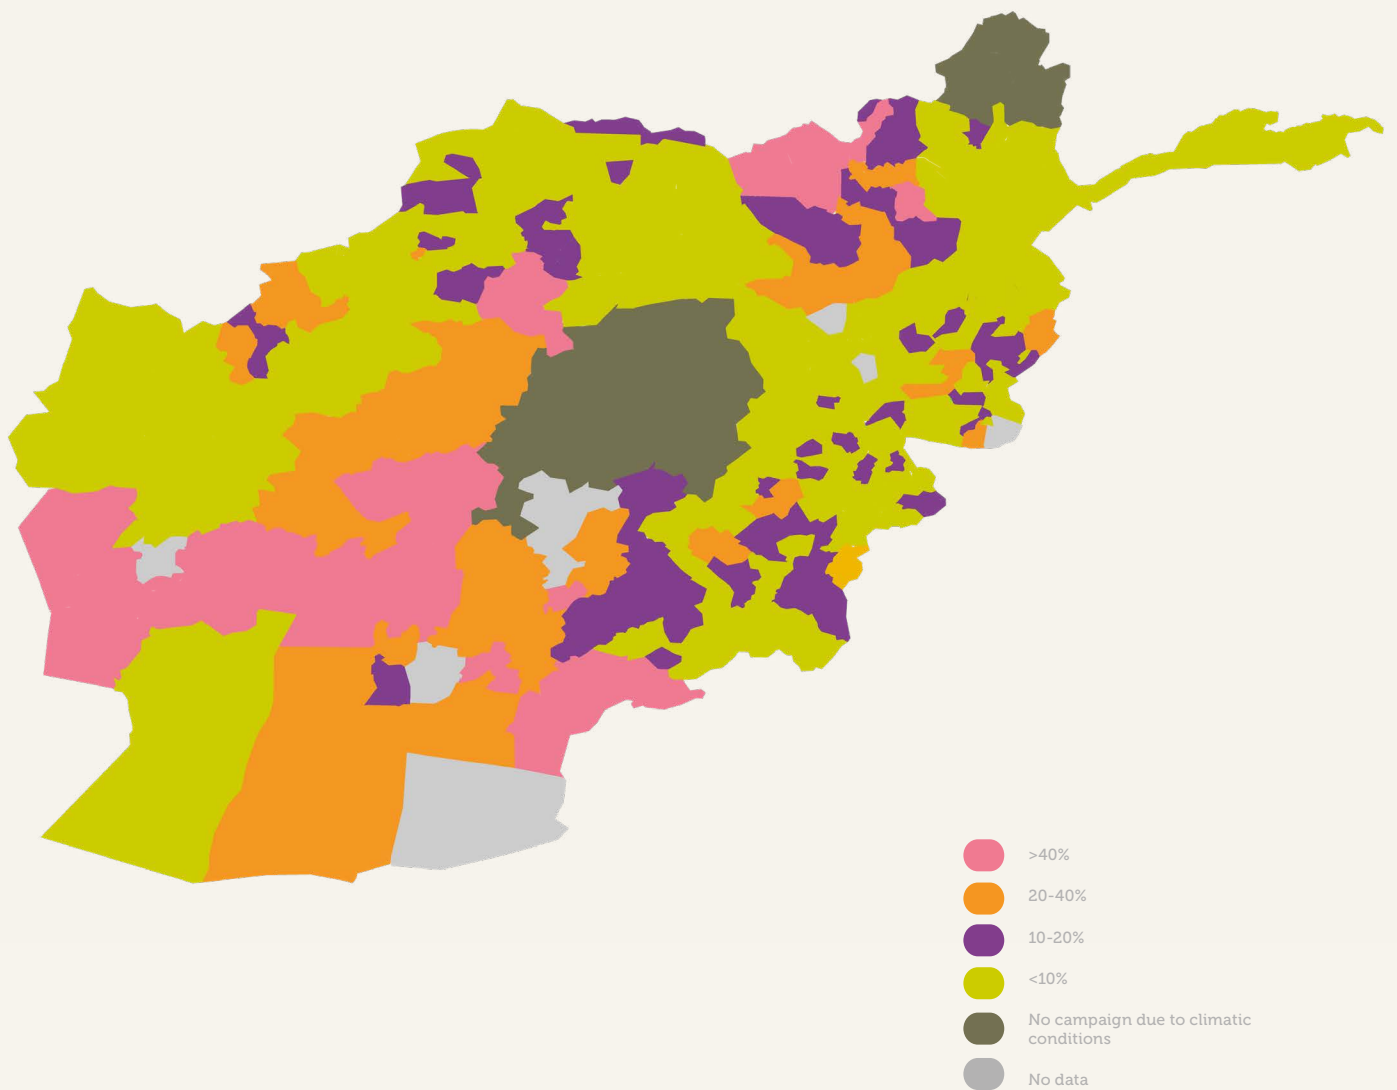 >40%
20-40%
10-20%
<10%
No campaign due to climatic
conditions
No data